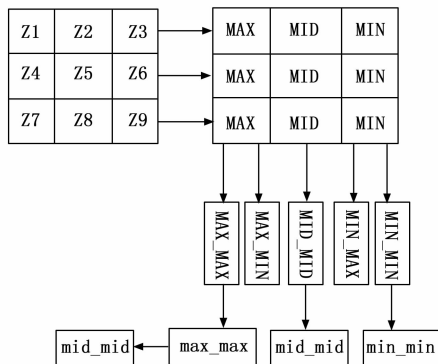 Z1 Z2 Z3 MAX MID MIN
Z4 Z5 Z6 MAX MID MIN
Z7 Z8 Z9 MAX MID MIN
MAX_MAX MAX_MIN MID_MID MIN_MAX MIN_MIN
mid_mid max_max mid_mid min_min